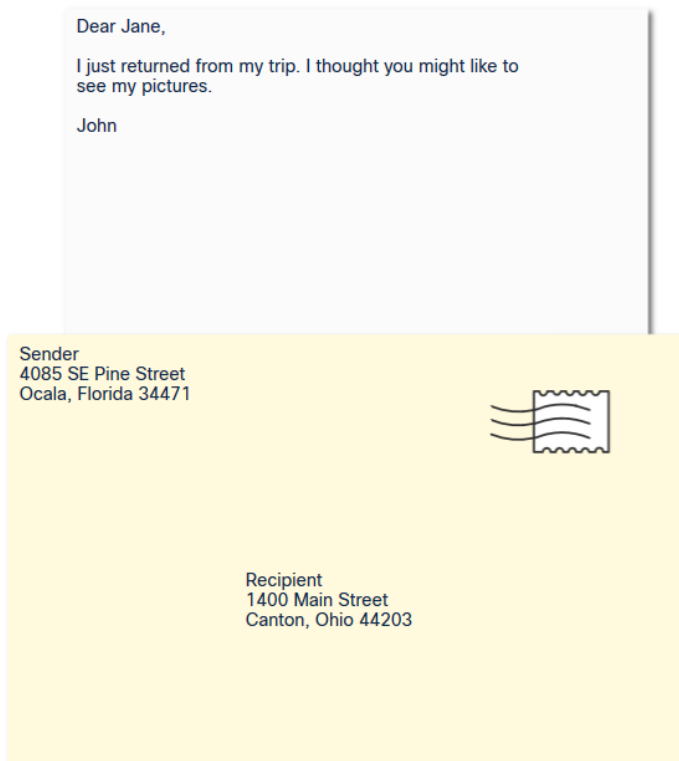 Dear Jane,
I just returned from my trip. I thought you might like to
see my pictures.
John
Sender
4085 SE Pine Street
Ocala, Florida 34471
Recipient
1400 Main Street
Canton, Ohio 44203